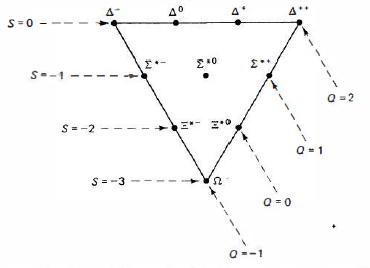 S = 0 Δ⁻ Δ⁰ Δ⁺ Δ⁺⁺
S = −1 Σ*⁻ Σ*⁰ Σ*⁺
Q = 2
S = −2 Ξ*⁻ Ξ*⁰
Q = 1
S = −3 Ω⁻
Q = 0
Q = −1